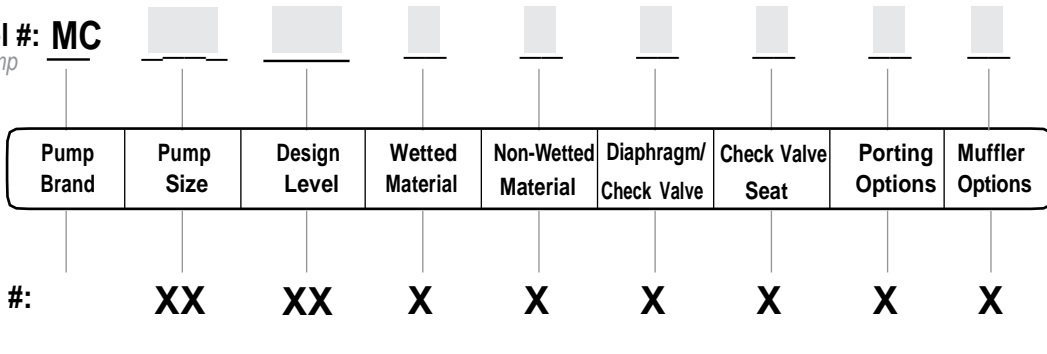 l #: MC
mp
Pump Pump Design Wetted Non-Wetted Diaphragm/ Check Valve Porting Muffler
Brand Size Level Material Material Check Valve Seat Options Options
#: XX XX X X X X X X